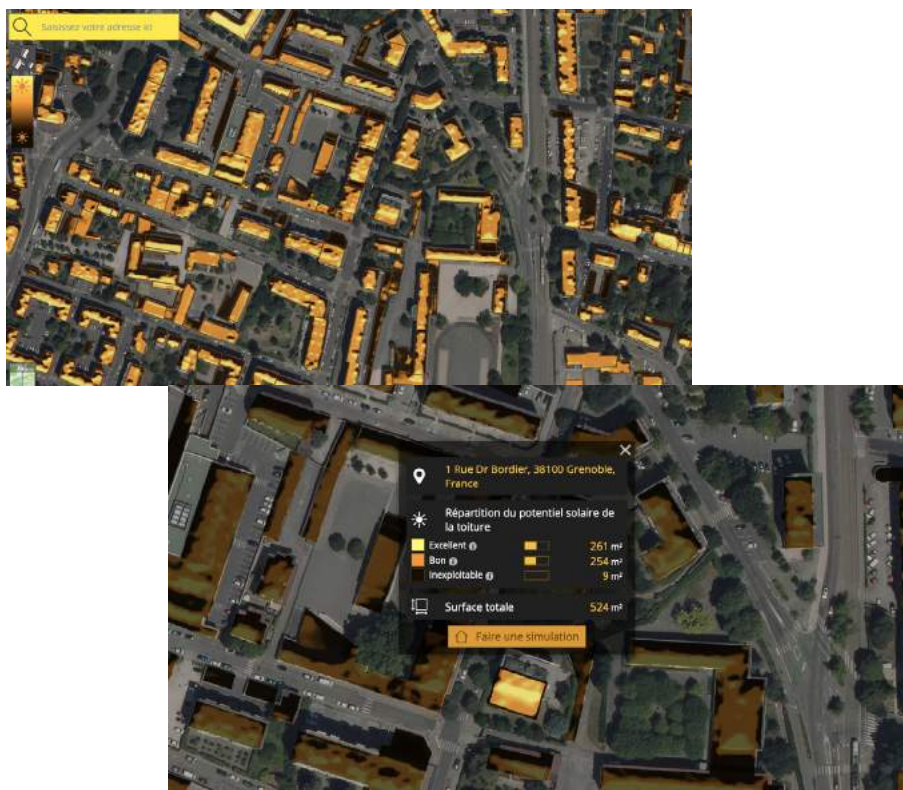 Saisissez votre adresse ici
1 Rue Dr Bordier, 38100 Grenoble,
France
Répartition du potentiel solaire de
la toiture
Excellent 261 m²
Bon 254 m²
Inexploitable 9 m²
Surface totale 524 m²
Faire une simulation